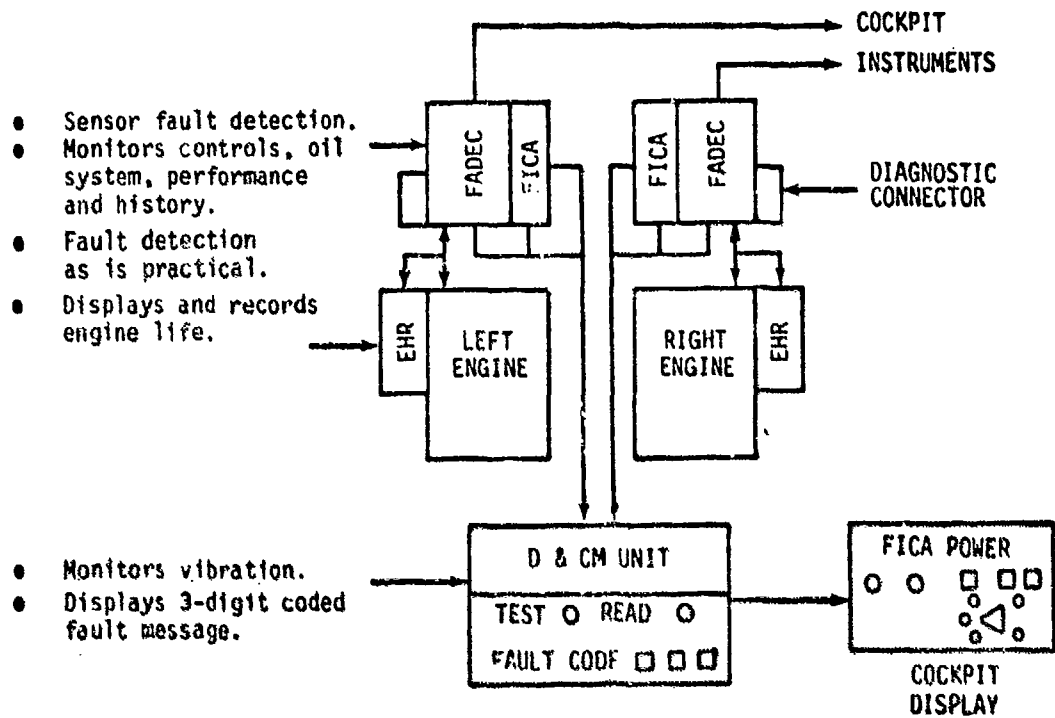 COCKPIT
INSTRUMENTS
• Sensor fault detection.
• Monitors controls, oil
system, performance
and history.
• Fault detection
as is practical.
• Displays and records
engine life.
FADEC
FICA
FICA
FADEC
DIAGNOSTIC
CONNECTOR
EHR
LEFT
ENGINE
RIGHT
ENGINE
EHR
• Monitors vibration.
• Displays 3-digit coded
fault message.
D & CM UNIT
TEST READ
FAULT CODE
FICA POWER
COCKPIT
DISPLAY